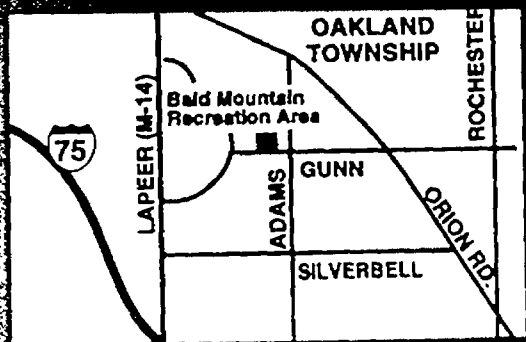 OAKLAND
TOWNSHIP
ROCHESTER
LAPEER (M-14)
Bald Mountain
Recreation Area
75
GUNN
ADAMS
ORION RD.
SILVERBELL